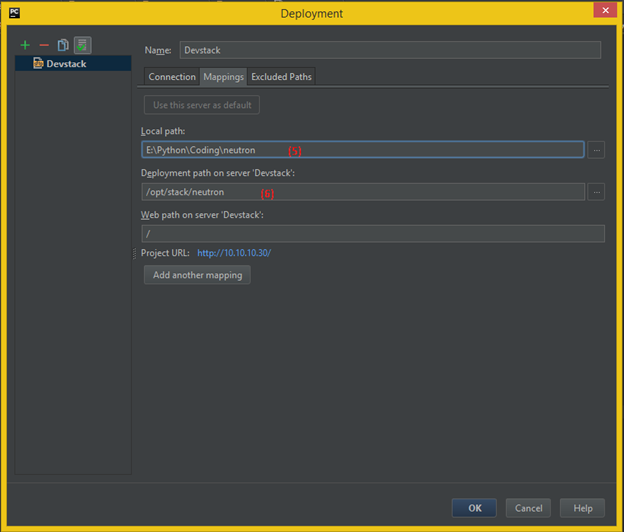 PC
Deployment
Devstack
Name: Devstack
Connection Mappings Excluded Paths
Use this server as default
Local path:
E:\Python\Coding\neutron (5)
...
Deployment path on server 'Devstack':
/opt/stack/neutron (6)
...
Web path on server 'Devstack':
/
Project URL: http://10.10.10.30/
Add another mapping
OK Cancel Help